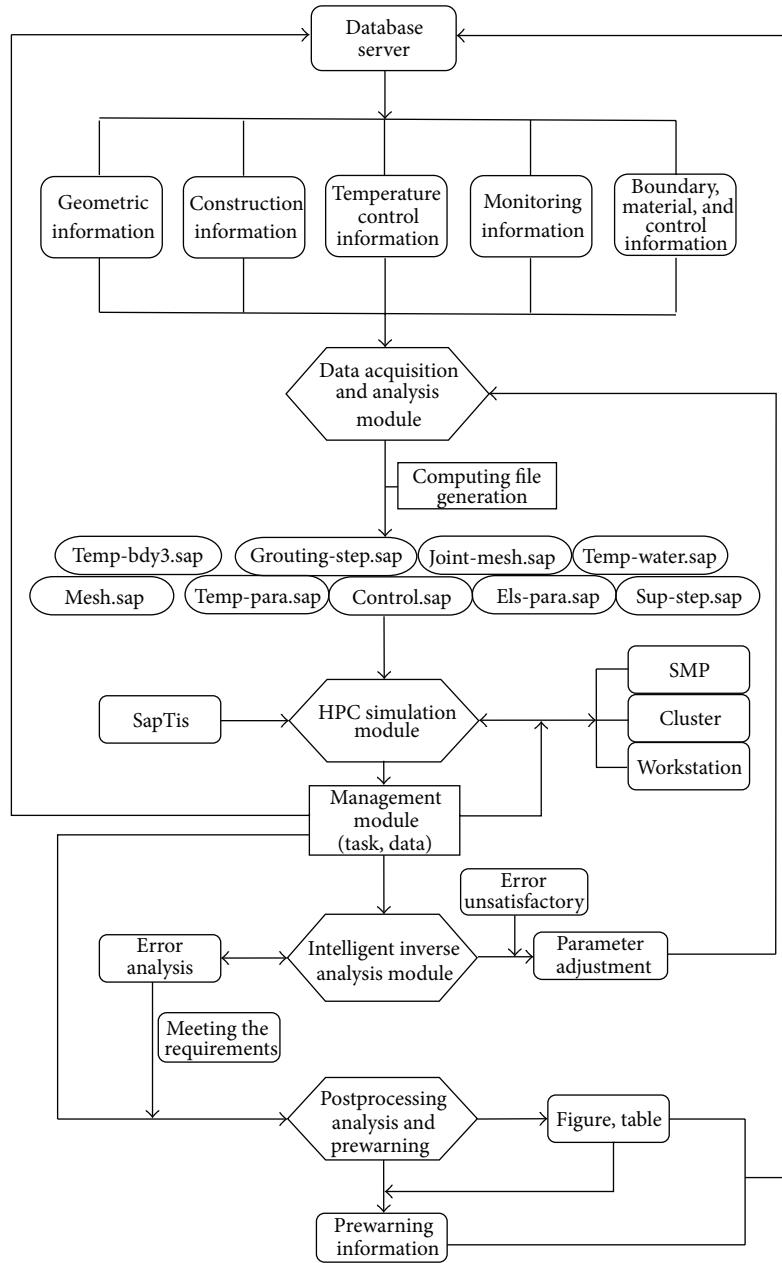 Database
server
Geometric
information
Construction
information
Temperature
control
information
Monitoring
information
Boundary,
material, and
control
information
Data acquisition
and analysis
module
Computing file
generation
Temp-bdy3.sap
Grouting-step.sap
Joint-mesh.sap
Temp-water.sap
Mesh.sap
Temp-para.sap
Control.sap
Els-para.sap
Sup-step.sap
SapTis
HPC simulation
module
SMP
Cluster
Workstation
Management
module
(task, data)
Error
unsatisfactory
Error
analysis
Intelligent inverse
analysis module
Parameter
adjustment
Meeting the
requirements
Postprocessing
analysis and
prewarning
Figure, table
Prewarning
information